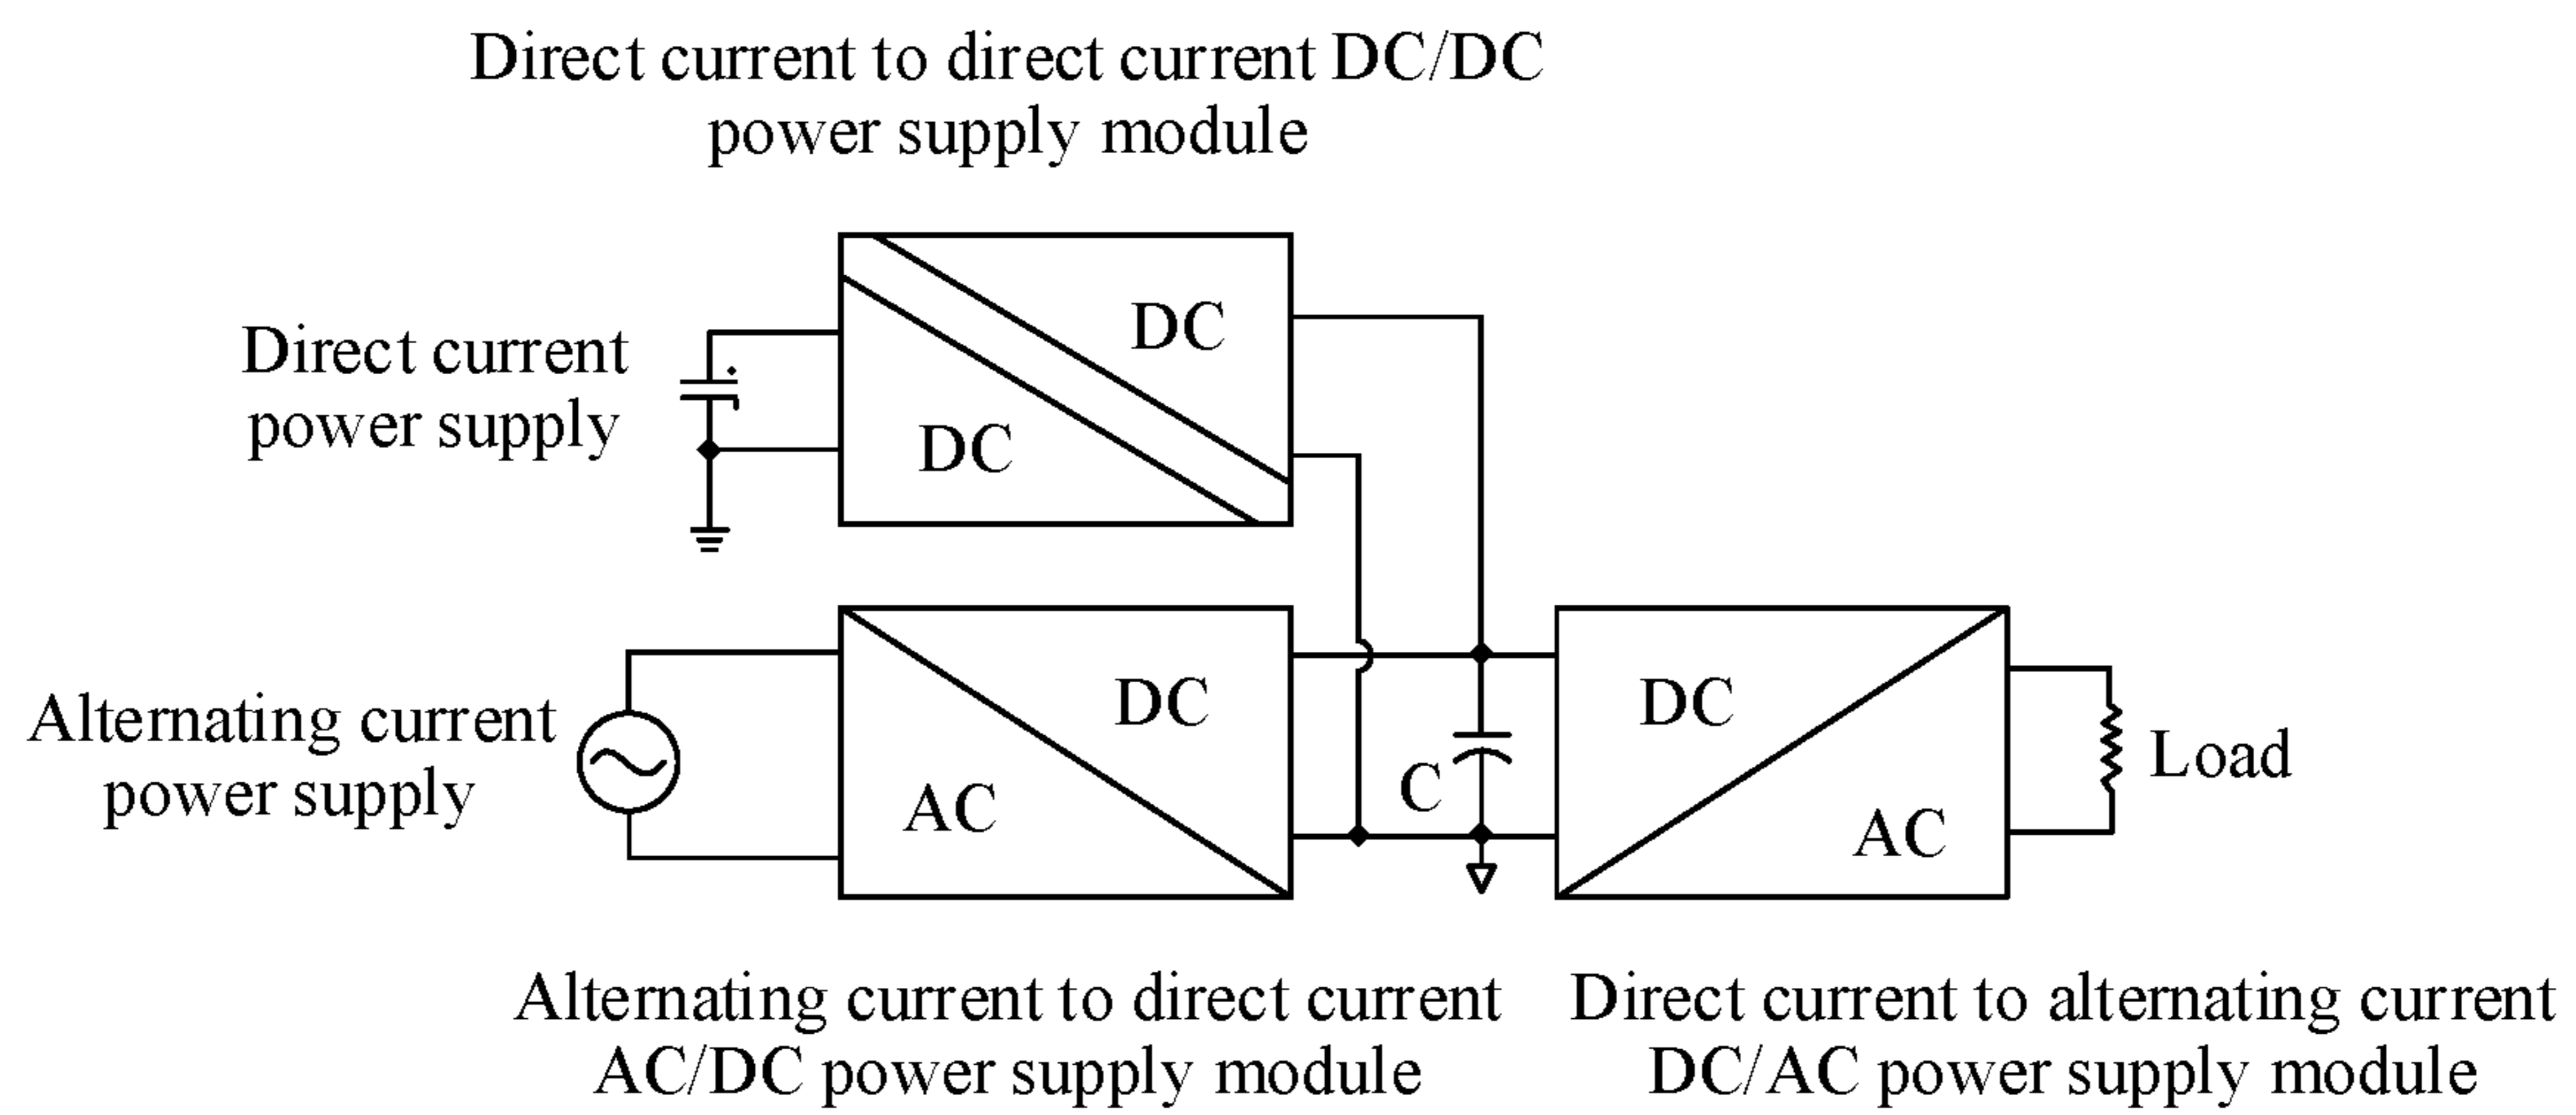 Direct current to direct current DC/DC
power supply module
DC
Direct current
power supply
DC
DC
DC
Alternating current
power supply
AC
C
Load
AC
Alternating current to direct current
AC/DC power supply module
Direct current to alternating current
DC/AC power supply module